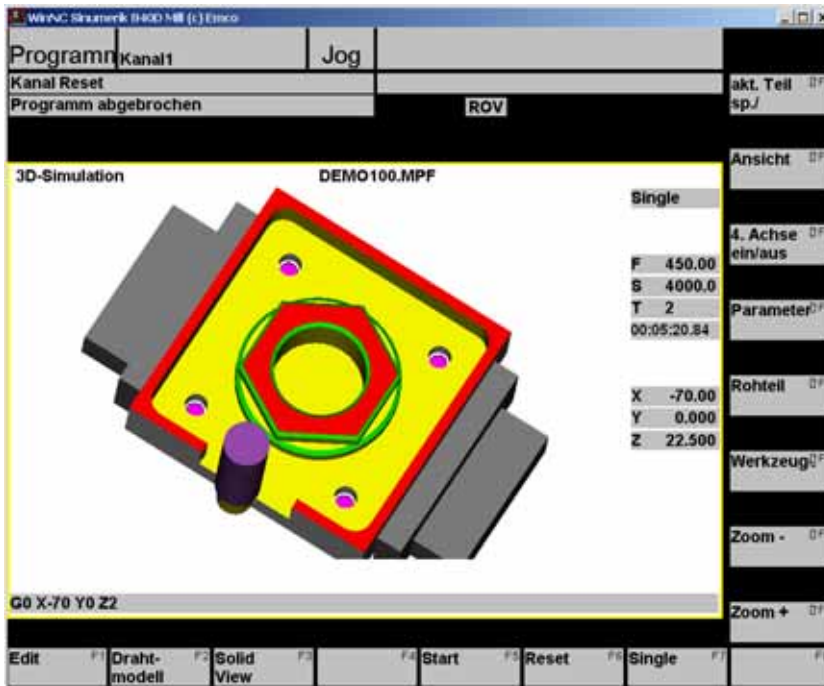 WinNC Sinumerik 840D Mill (c) Emco
Programm Kanal1 Jog
Kanal Reset
Programm abgebrochen ROV
3D-Simulation DEMO100.MPF
Single
F 450.00
S 4000.0
T 2
00:05:20.84
X -70.00
Y 0.000
Z 22.500
G0 X-70 Y0 Z2
akt. Teil
sp./
Ansicht
4. Achse
ein/aus
Parameter
Rohteil
Werkzeug
Zoom -
Zoom +
Edit F1 Draht- F2 Solid F3 F4 Start F5 Reset F6 Single F7
modell View